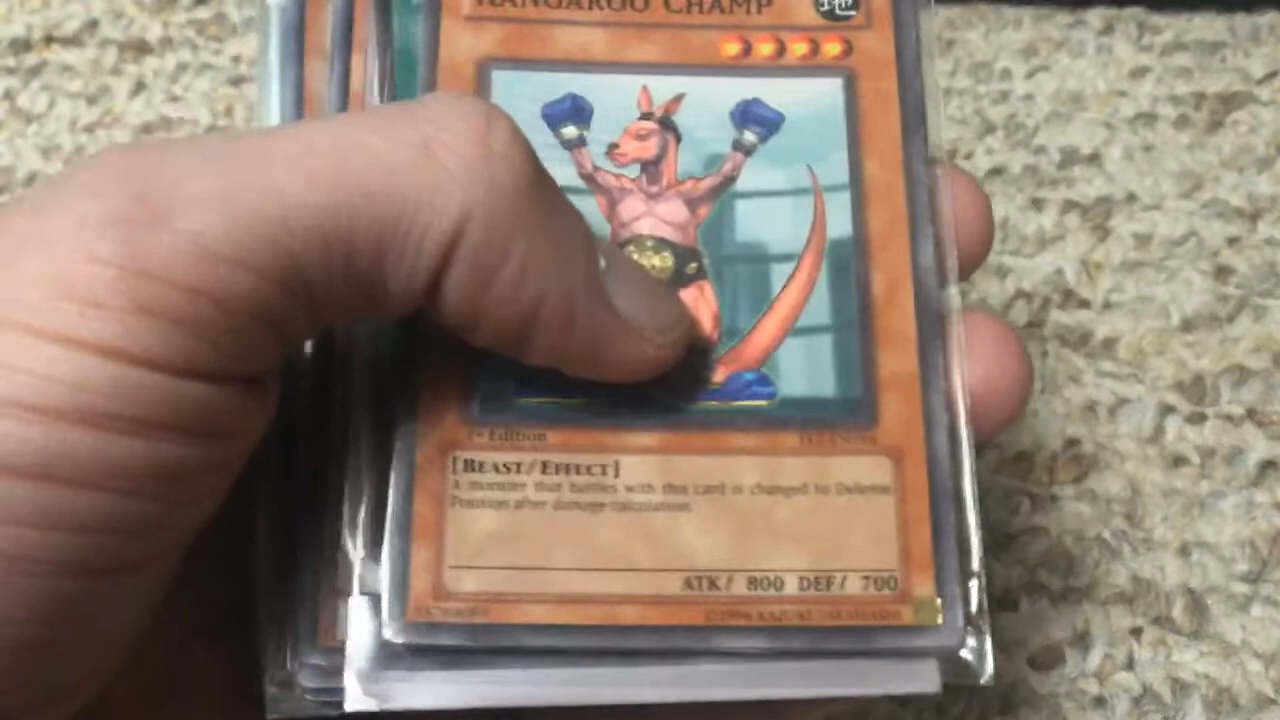 KANGAROO CHAMP
1st Edition
[BEAST/EFFECT]
A monster that battles with this card is changed to Defense
Position after damage calculation.
ATK/ 800 DEF/ 700
©1996 KAZUKI TAKAHASHI